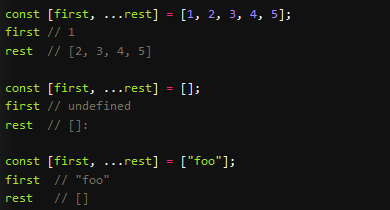 const [first, ...rest] = [1, 2, 3, 4, 5];
first // 1
rest  // [2, 3, 4, 5]
const [first, ...rest] = [];
first // undefined
rest  // []:
const [first, ...rest] = ["foo"];
first  // "foo"
rest   // []